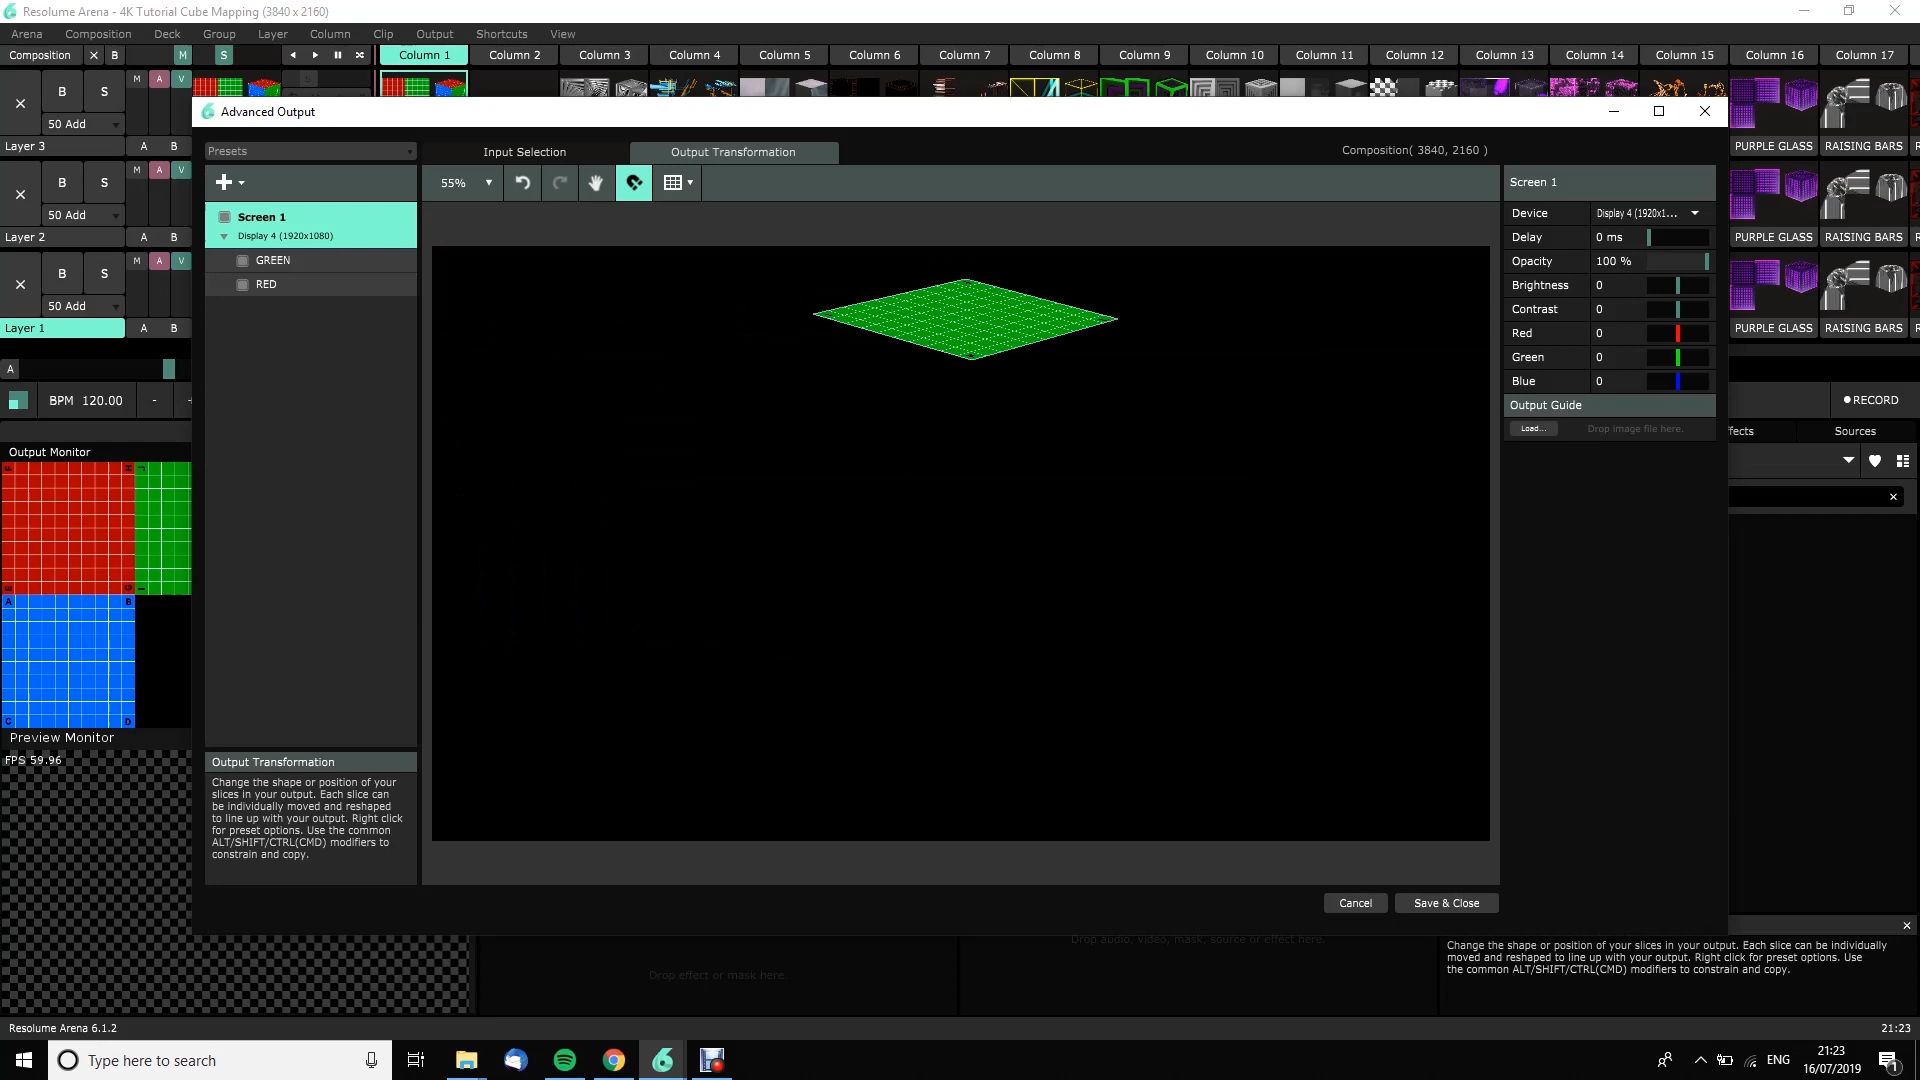 Resolume Arena - 4K Tutorial Cube Mapping (3840 x 2160)
Arena Composition Deck Group Layer Column Clip Output Shortcuts View
Composition B M S Column 1 Column 2 Column 3 Column 4 Column 5 Column 6 Column 7 Column 8 Column 9 Column 10 Column 11 Column 12 Column 13 Column 14 Column 15 Column 16 Column 17
B S M A V S
50 Add
Layer 3 A B PURPLE GLASS RAISING BARS
B S M A V
50 Add
Layer 2 A B PURPLE GLASS RAISING BARS
B S M A V
50 Add
Layer 1 A B PURPLE GLASS RAISING BARS
A
BPM 120.00 -
RECORD
ffects Sources
Advanced Output
Presets
Input Selection Output Transformation Composition( 3840, 2160 )
55%
Screen 1
Display 4 (1920x1080)
GREEN
RED
Screen 1
Device Display 4 (1920x1...
Delay 0 ms
Opacity 100 %
Brightness 0
Contrast 0
Red 0
Green 0
Blue 0
Output Guide
Load... Drop image file here.
Output Transformation
Change the shape or position of your
slices in your output. Each slice can
be individually moved and reshaped
to line up with your output. Right click
for preset options. Use the common
ALT/SHIFT/CTRL(CMD) modifiers to
constrain and copy.
Cancel Save & Close
Output Monitor
A B
C D
Preview Monitor
FPS 59.96
Drop effect or mask here.
Drop audio, video, mask, source or effect here.
Change the shape or position of your slices in your output. Each slice can be individually
moved and reshaped to line up with your output. Right click for preset options. Use
the common ALT/SHIFT/CTRL(CMD) modifiers to constrain and copy.
Resolume Arena 6.1.2 21:23
Type here to search
ENG
21:23
16/07/2019
1